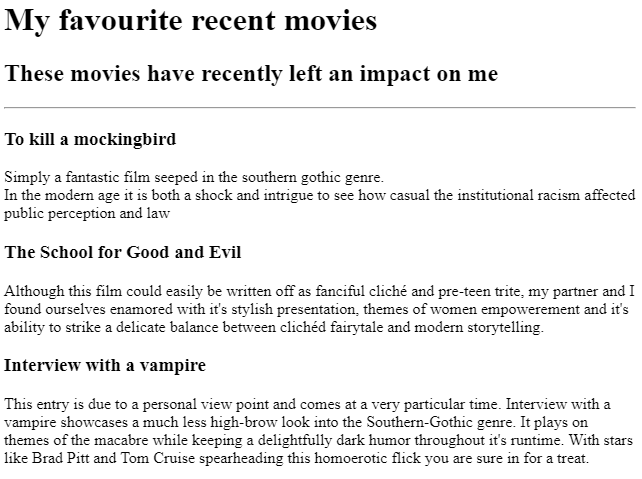 My favourite recent movies
These movies have recently left an impact on me
To kill a mockingbird
Simply a fantastic film seeped in the southern gothic genre.
In the modern age it is both a shock and intrigue to see how casual the institutional racism affected
public perception and law
The School for Good and Evil
Although this film could easily be written off as fanciful cliché and pre-teen trite, my partner and I
found ourselves enamored with it's stylish presentation, themes of women empowerement and it's
ability to strike a delicate balance between clichéd fairytale and modern storytelling.
Interview with a vampire
This entry is due to a personal view point and comes at a very particular time. Interview with a
vampire showcases a much less high-brow look into the Southern-Gothic genre. It plays on
themes of the macabre while keeping a delightfully dark humor throughout it's runtime. With stars
like Brad Pitt and Tom Cruise spearheading this homoerotic flick you are sure in for a treat.